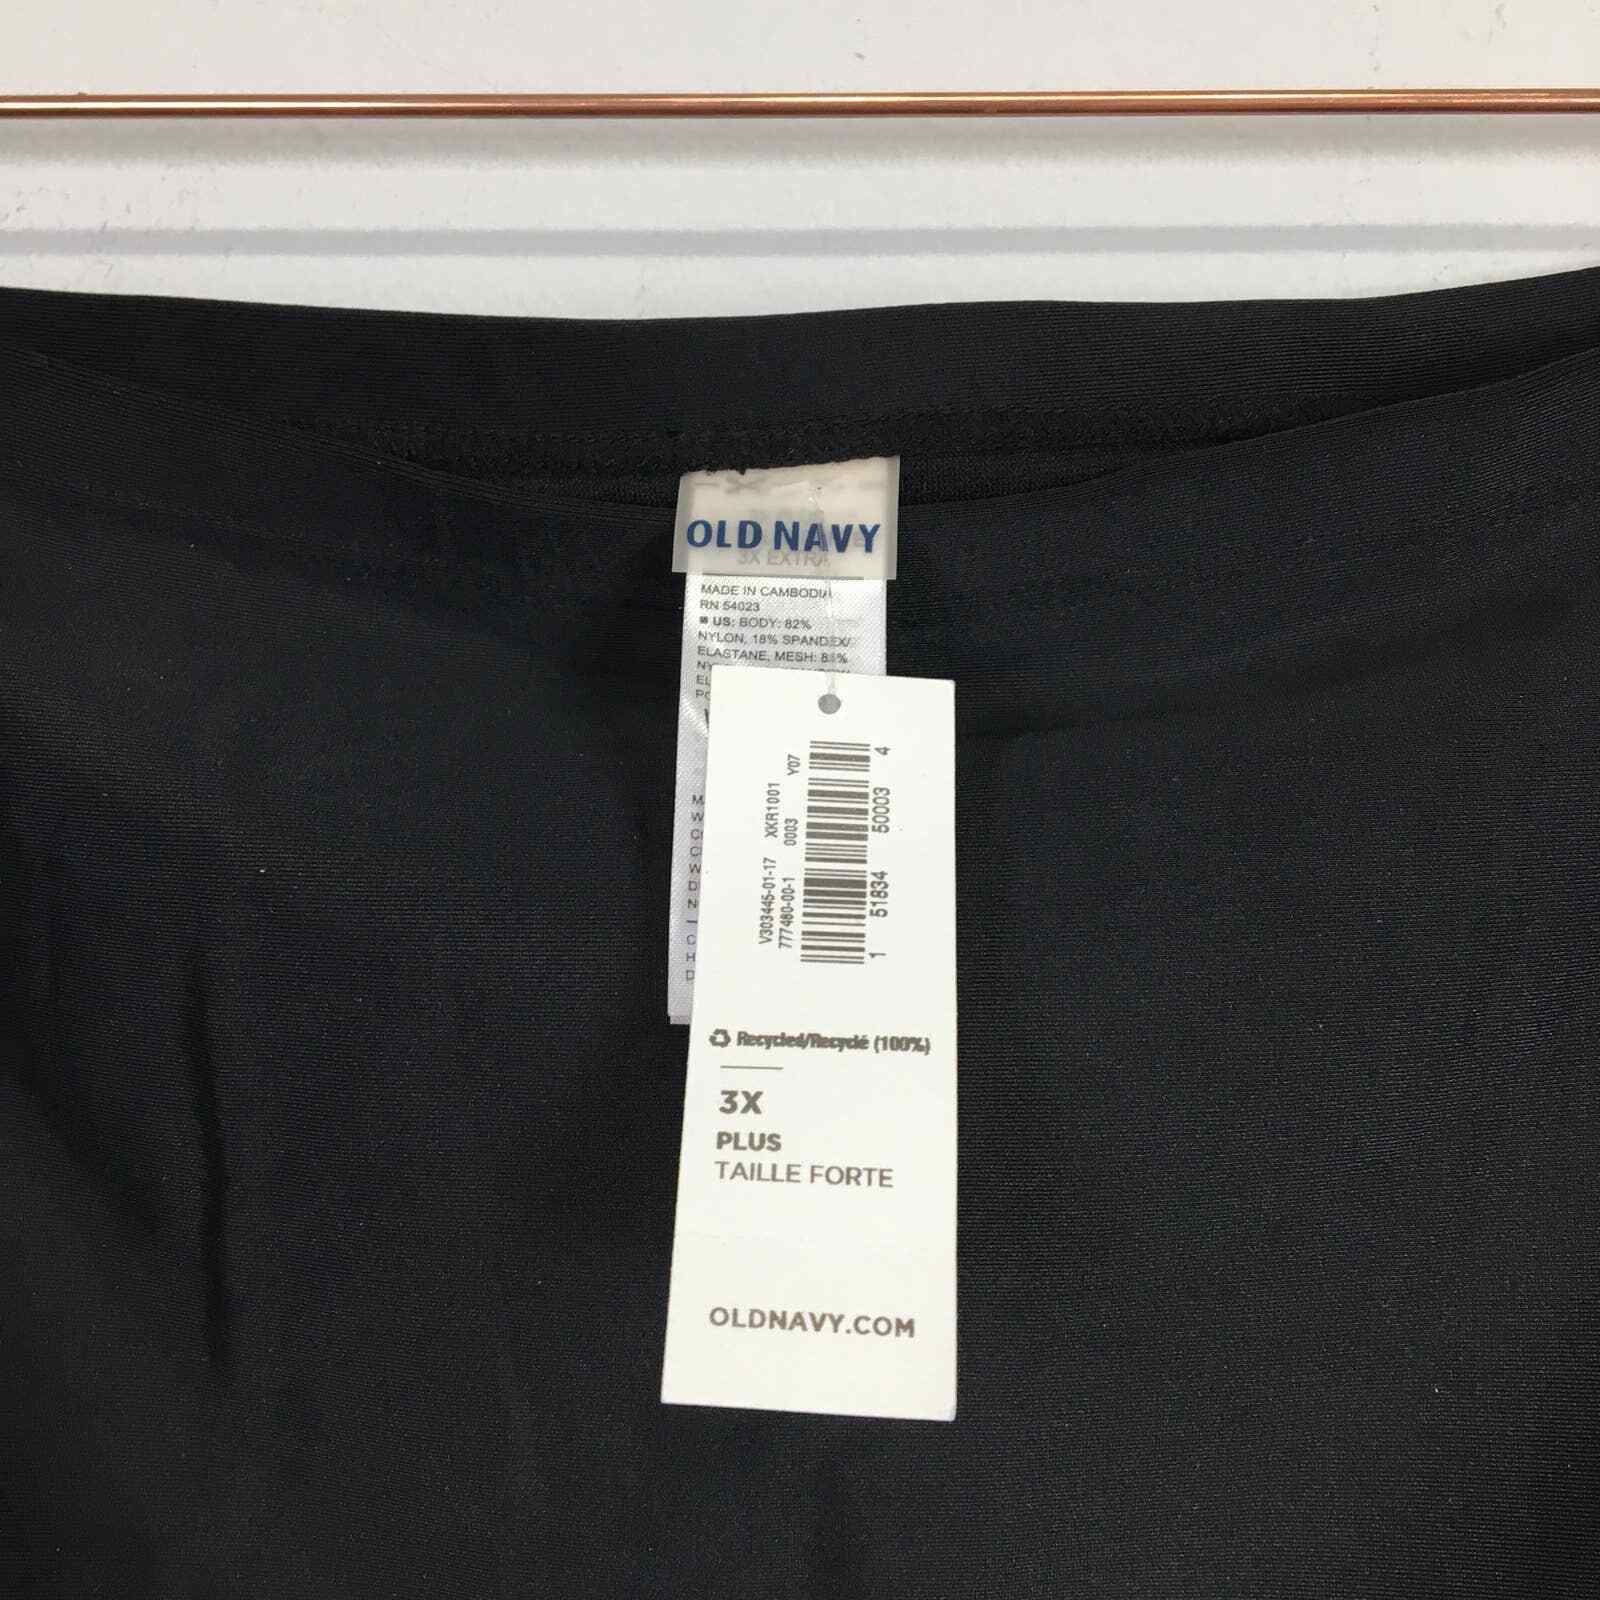 OLD NAVY
3X EXTRA
MADE IN CAMBODIA
RN 54023
US: BODY: 82%
NYLON, 18% SPANDEX/
ELASTANE, MESH:
V303445-01-17 XKR1001 Y07
777480-00-1 0003
1 51834 50003 4
Recycled/Recyclé (100%)
3X
PLUS
TAILLE FORTE
OLDNAVY.COM